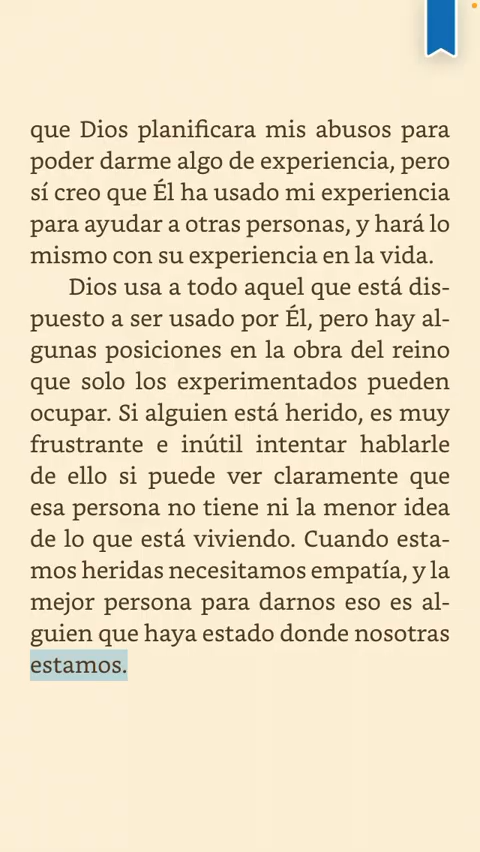 que Dios planificara mis abusos para
poder darme algo de experiencia, pero
sí creo que Él ha usado mi experiencia
para ayudar a otras personas, y hará lo
mismo con su experiencia en la vida.
Dios usa a todo aquel que está dis-
puesto a ser usado por Él, pero hay al-
gunas posiciones en la obra del reino
que solo los experimentados pueden
ocupar. Si alguien está herido, es muy
frustrante e inútil intentar hablarle
de ello si puede ver claramente que
esa persona no tiene ni la menor idea
de lo que está viviendo. Cuando esta-
mos heridas necesitamos empatía, y la
mejor persona para darnos eso es al-
guien que haya estado donde nosotras
estamos.